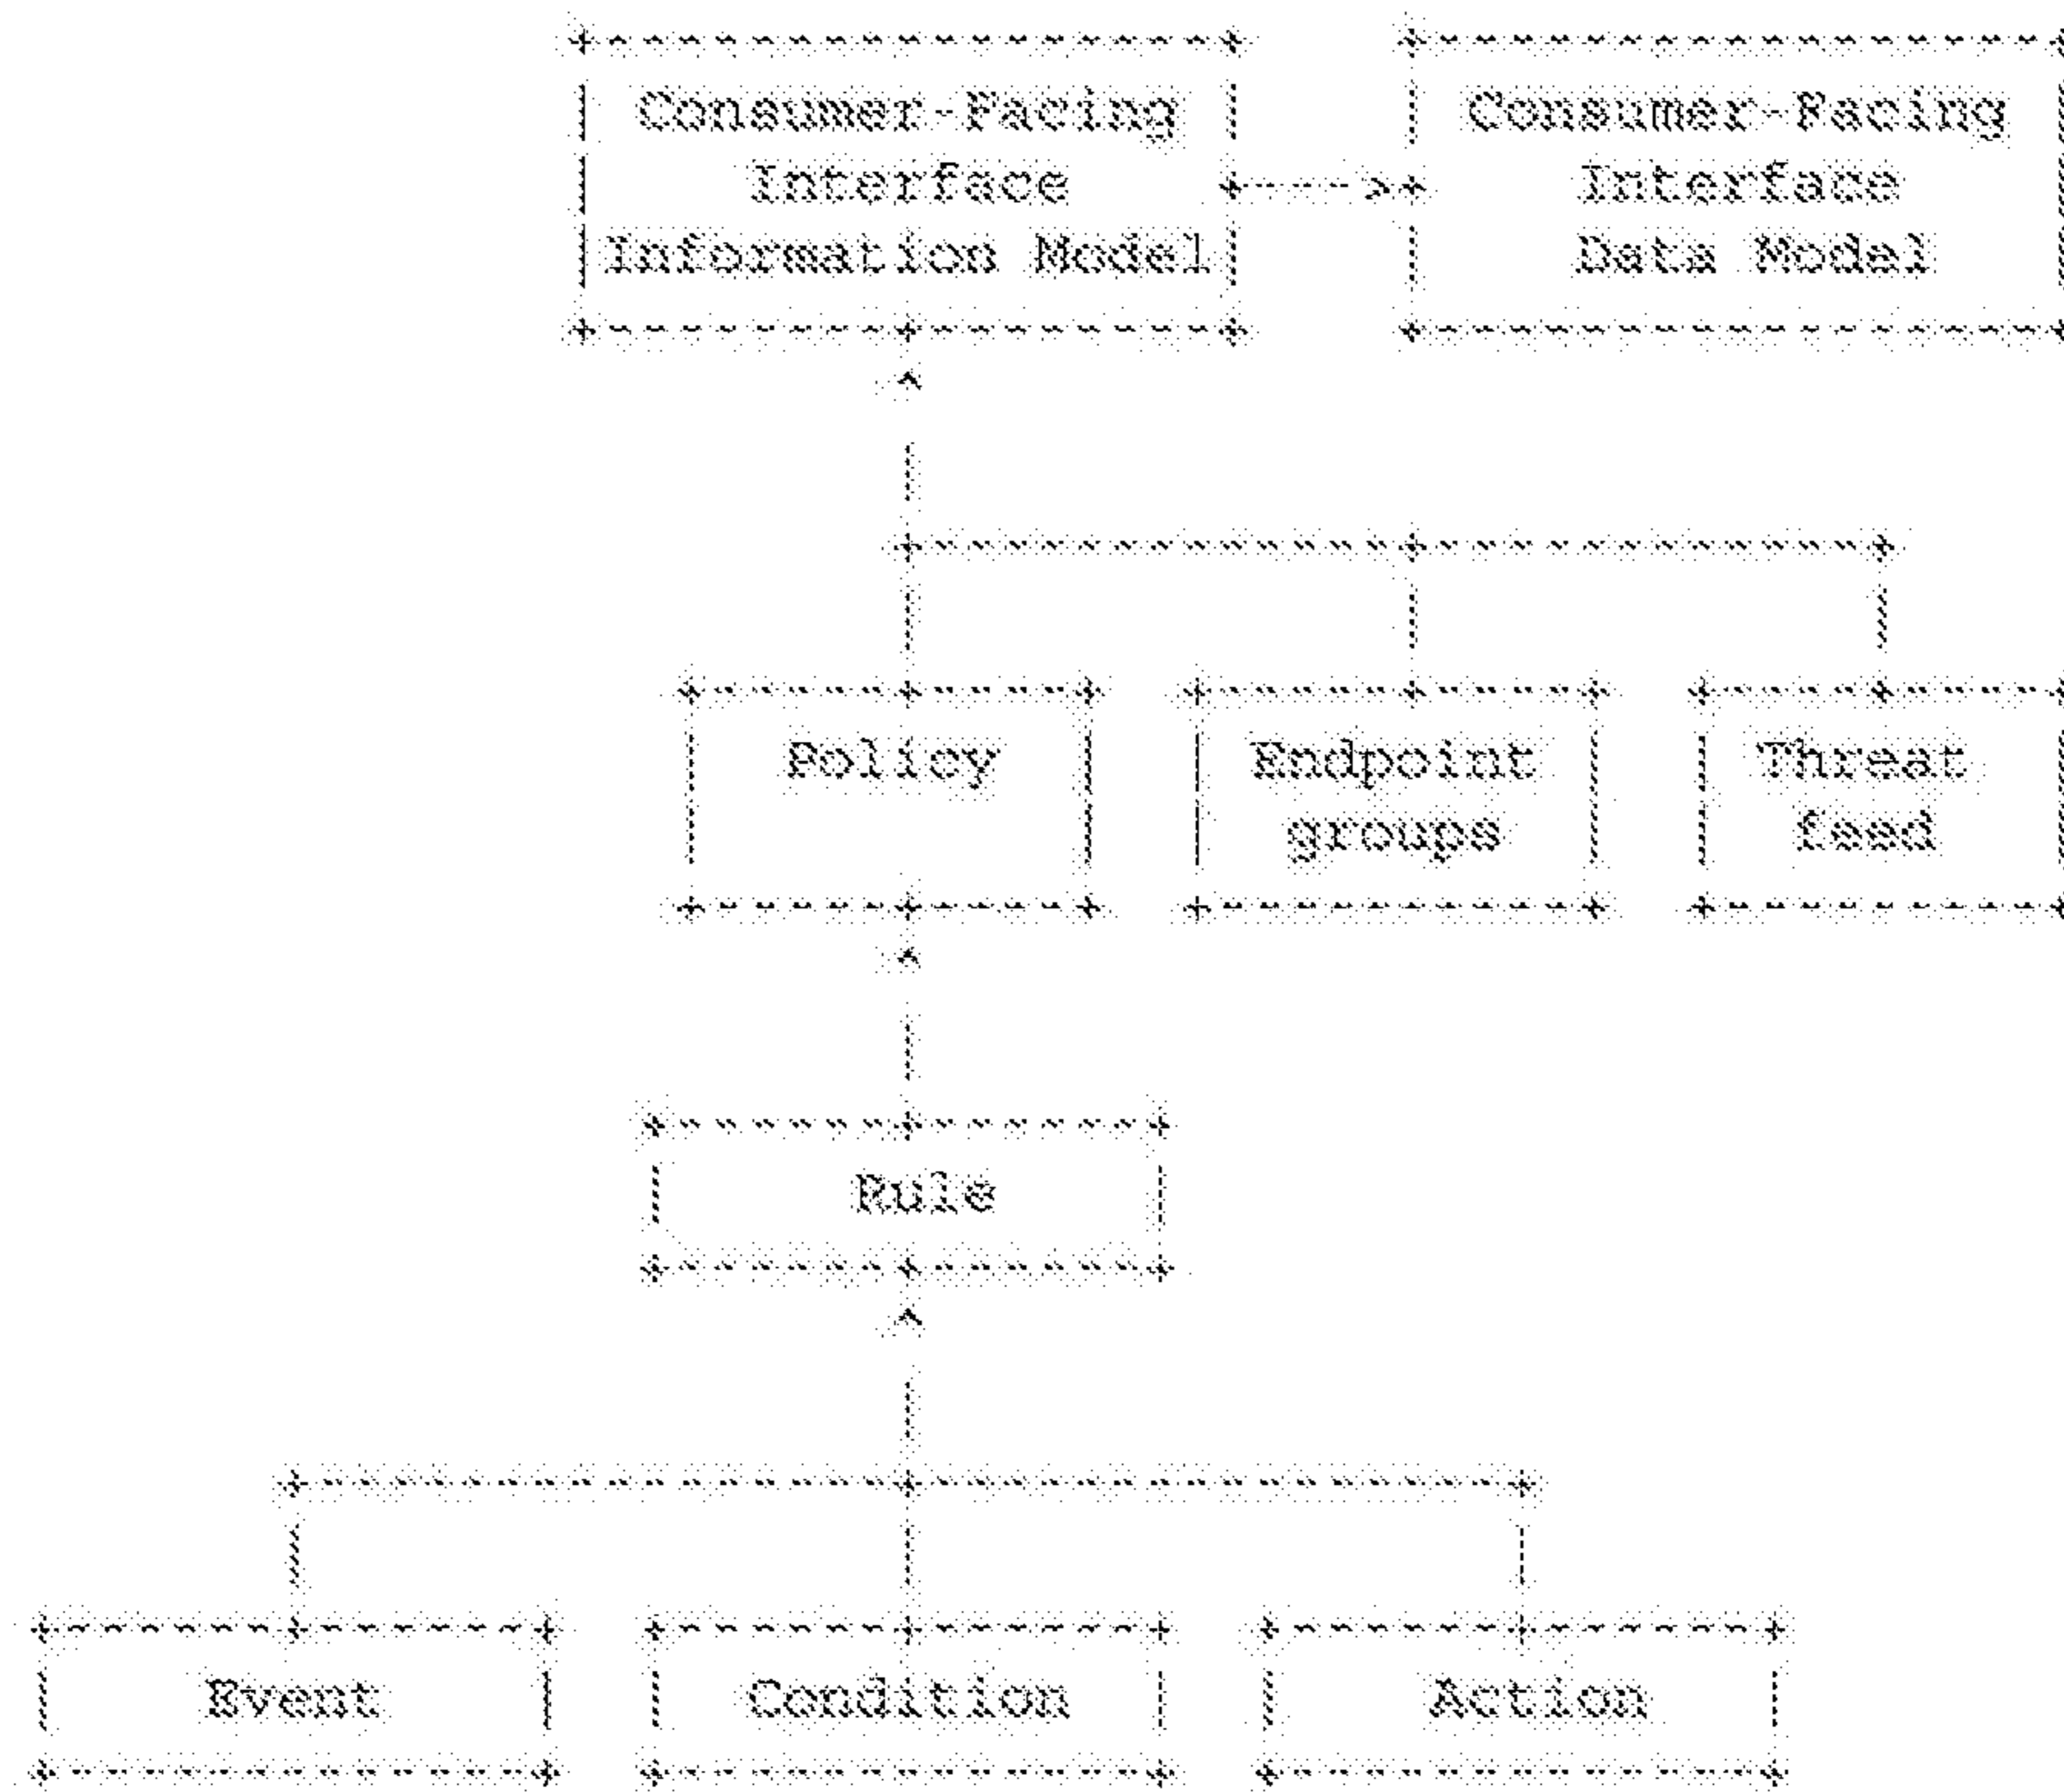 Consumer-Facing
Interface
Information Model
Consumer-Facing
Interface
Data Model
Policy
Endpoint
groups
Threat
feed
Rule
Event
Condition
Action